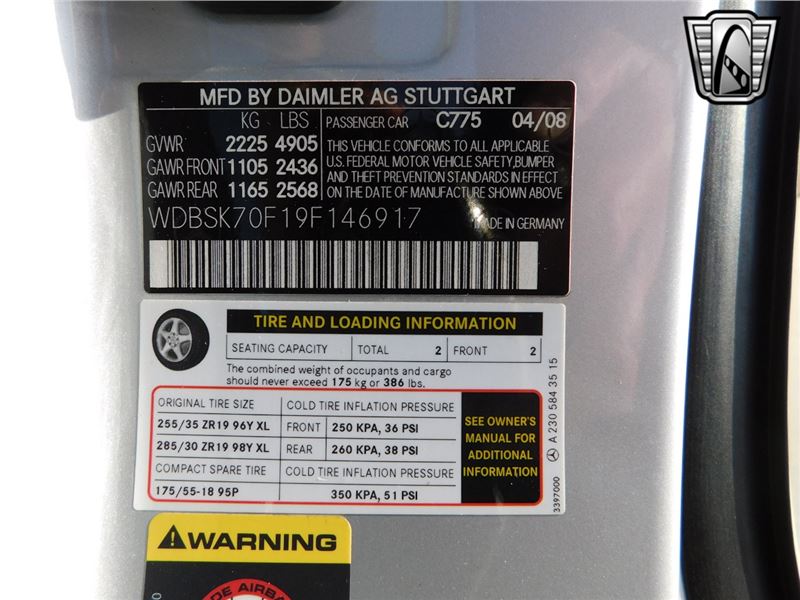 MFD BY DAIMLER AG STUTTGART
KG LBS
GVWR 2225 4905
GAWR FRONT 1105 2436
GAWR REAR 1165 2568
PASSENGER CAR C775 04/08
THIS VEHICLE CONFORMS TO ALL APPLICABLE
U.S. FEDERAL MOTOR VEHICLE SAFETY, BUMPER
AND THEFT PREVENTION STANDARDS IN EFFECT
ON THE DATE OF MANUFACTURE SHOWN ABOVE
WDBSK70F19F146917 MADE IN GERMANY
TIRE AND LOADING INFORMATION
SEATING CAPACITY TOTAL 2 FRONT 2
The combined weight of occupants and cargo
should never exceed 175 kg or 386 lbs.
ORIGINAL TIRE SIZE COLD TIRE INFLATION PRESSURE
255/35 ZR19 96Y XL FRONT 250 KPA, 36 PSI
285/30 ZR19 98Y XL REAR 260 KPA, 38 PSI
COMPACT SPARE TIRE COLD TIRE INFLATION PRESSURE
175/55-18 95P 350 KPA, 51 PSI
SEE OWNER'S
MANUAL FOR
ADDITIONAL
INFORMATION
A 230 584 35 15
3397000
WARNING